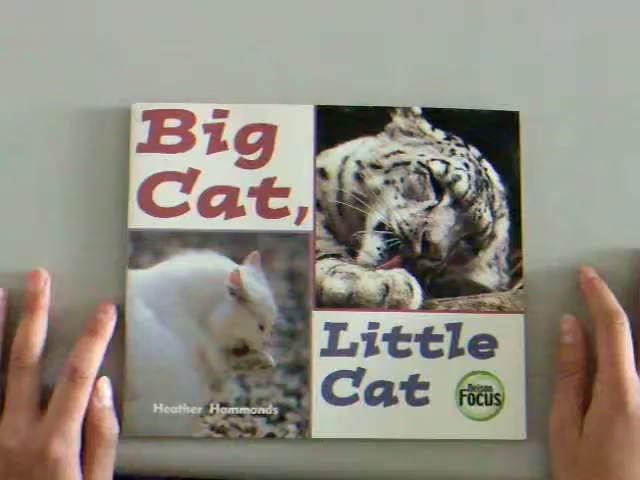 Big
Cat,
Little
Cat
Heather Hammonds
Nelson
Focus